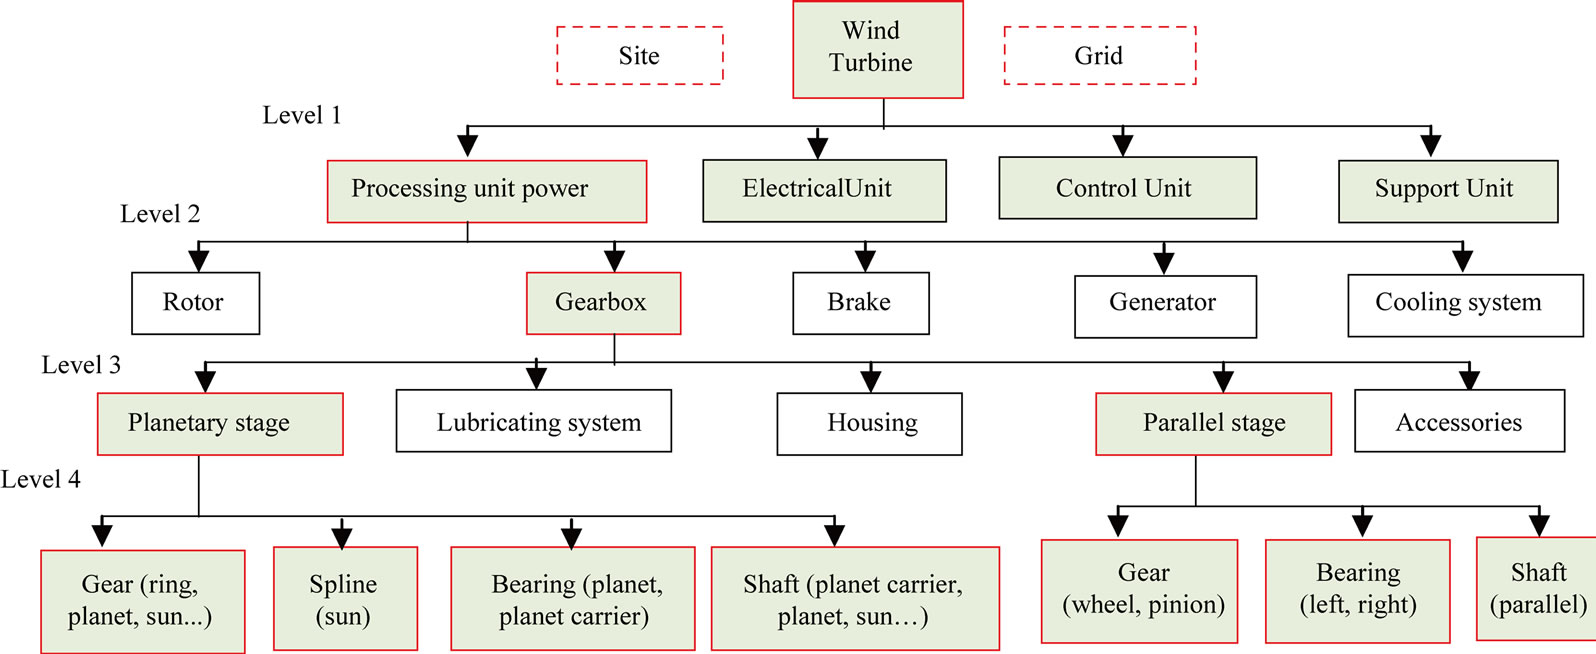 Wind
Turbine
Site
Grid
Level 1
Processing unit power
ElectricalUnit
Control Unit
Support Unit
Level 2
Rotor
Gearbox
Brake
Generator
Cooling system
Level 3
Planetary stage
Lubricating system
Housing
Parallel stage
Accessories
Level 4
Gear (ring,
planet, sun...)
Spline
(sun)
Bearing (planet,
planet carrier)
Shaft (planet carrier,
planet, sun…)
Gear
(wheel, pinion)
Bearing
(left, right)
Shaft
(parallel)